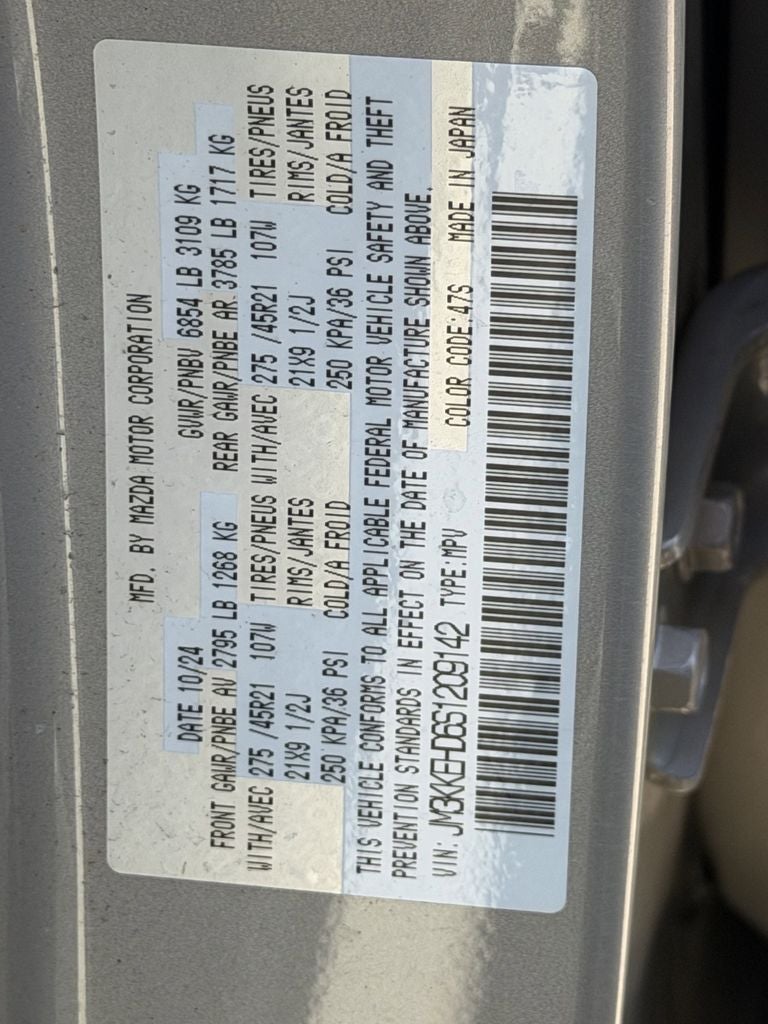 MFD. BY MAZDA MOTOR CORPORATION
DATE 10/24 GVWR/PNBV 6854 LB 3109 KG
FRONT GAWR/PNBE AV 2795 LB 1268 KG REAR GAWR/PNBE AR 3785 LB 1717 KG
WITH/AVEC 275 /45R21 107W TIRES/PNEUS WITH/AVEC 275 /45R21 107W TIRES/PNEUS
21X9 1/2J RIMS/JANTES 21X9 1/2J RIMS/JANTES
250 KPA/36 PSI COLD/A FROID 250 KPA/36 PSI COLD/A FROID
THIS VEHICLE CONFORMS TO ALL APPLICABLE FEDERAL MOTOR VEHICLE SAFETY AND THEFT
PREVENTION STANDARDS IN EFFECT ON THE DATE OF MANUFACTURE SHOWN ABOVE.
VIN: JM3KKEHD6S1209142 TYPE:MPV COLOR CODE:47S MADE IN JAPAN